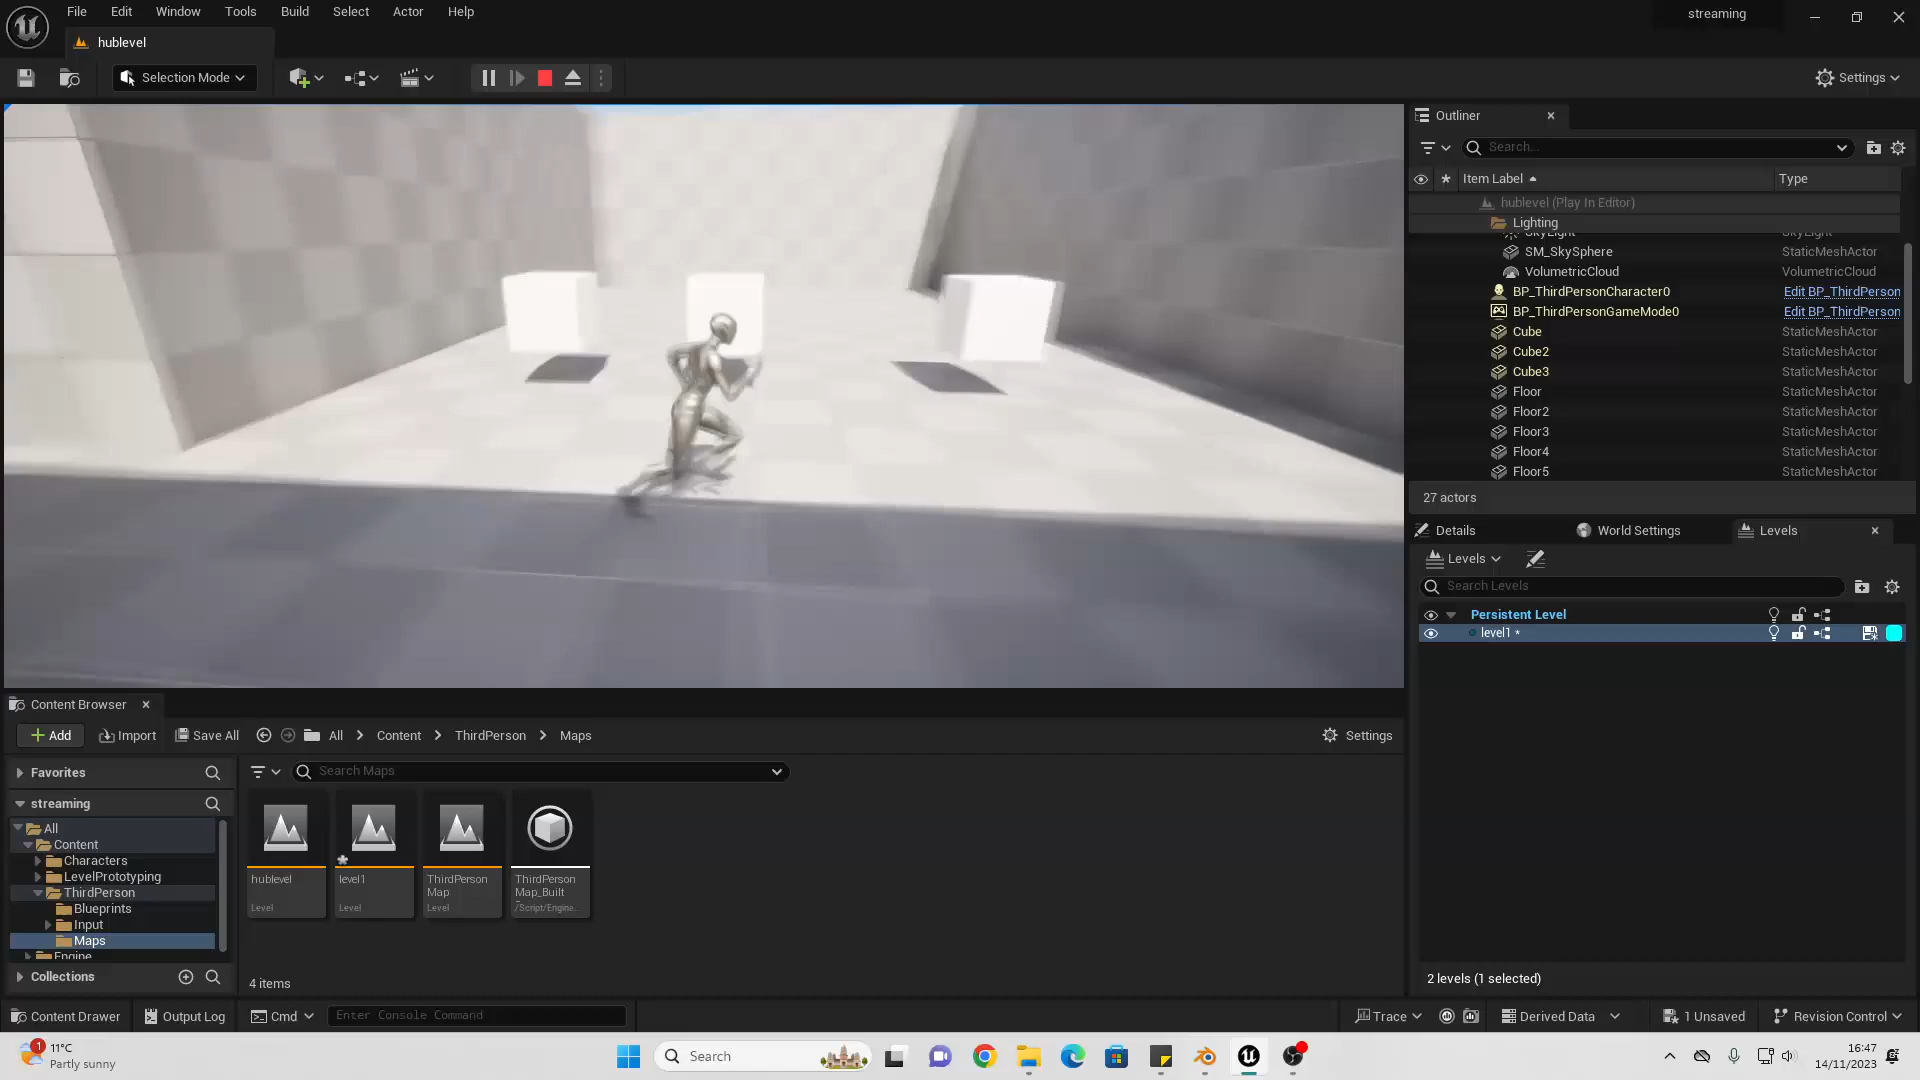 File Edit Window Tools Build Select Actor Help
streaming
hublevel
Selection Mode
Settings
Outliner
Search...
Item Label
Type
hublevel (Play In Editor)
Lighting
SkyLight SkyLight
SM_SkySphere StaticMeshActor
VolumetricCloud VolumetricCloud
BP_ThirdPersonCharacter0 Edit BP_ThirdPerson
BP_ThirdPersonGameMode0 Edit BP_ThirdPerson
Cube StaticMeshActor
Cube2 StaticMeshActor
Cube3 StaticMeshActor
Floor StaticMeshActor
Floor2 StaticMeshActor
Floor3 StaticMeshActor
Floor4 StaticMeshActor
Floor5 StaticMeshActor
27 actors
Details World Settings Levels
Levels
Search Levels
Persistent Level
level1 *
2 levels (1 selected)
Content Browser
Add Import Save All All Content ThirdPerson Maps Settings
Favorites
Search Maps
streaming
All
Content
Characters
LevelPrototyping
ThirdPerson
Blueprints
Input
Maps
Engine
Collections
hublevel
Level
level1
Level
ThirdPerson
Map
Level
ThirdPerson
Map_Built
/Script/Engine...
4 items
Content Drawer Output Log Cmd Enter Console Command Trace Derived Data 1 Unsaved Revision Control
1
11°C
Partly sunny
Search
16:47
14/11/2023